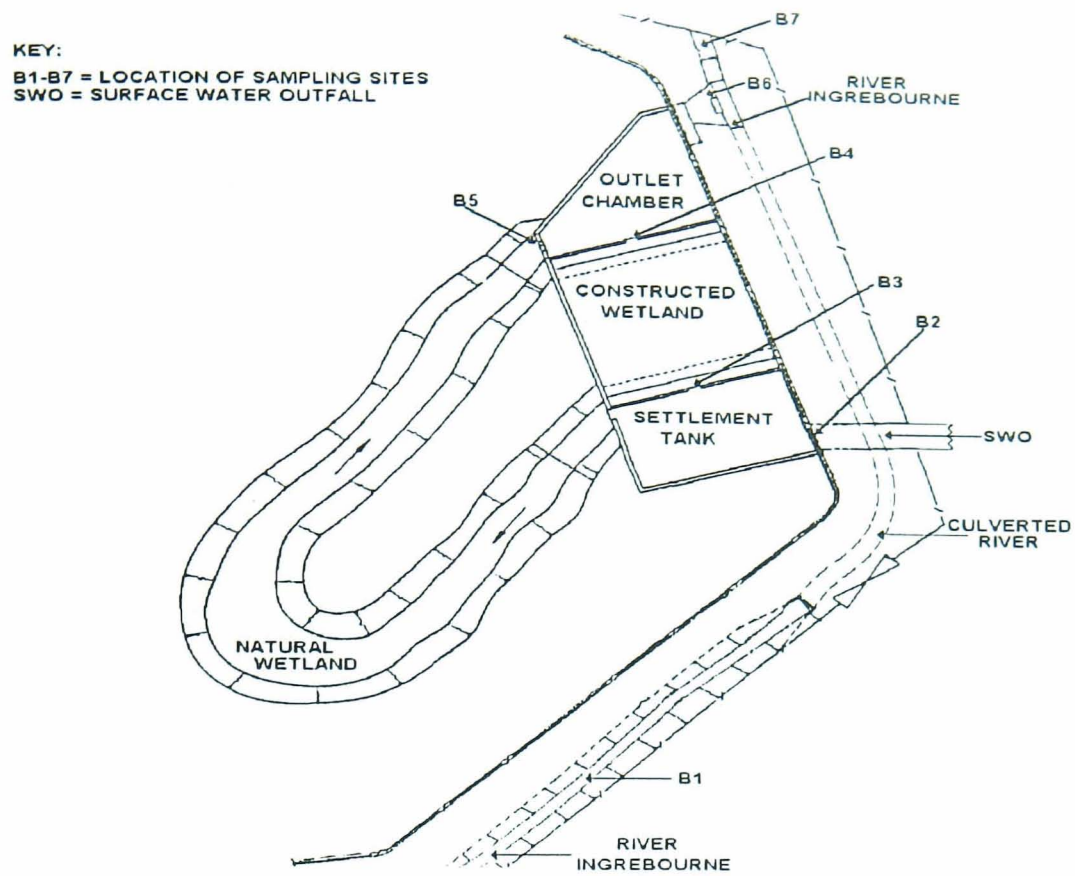 KEY:
B1-B7 = LOCATION OF SAMPLING SITES
SWO = SURFACE WATER OUTFALL
B7
B6
RIVER
INGREBOURNE
B4
OUTLET
CHAMBER
B5
B3
CONSTRUCTED
WETLAND
B2
SETTLEMENT
TANK
SWO
CULVERTED
RIVER
NATURAL
WETLAND
B1
RIVER
INGREBOURNE